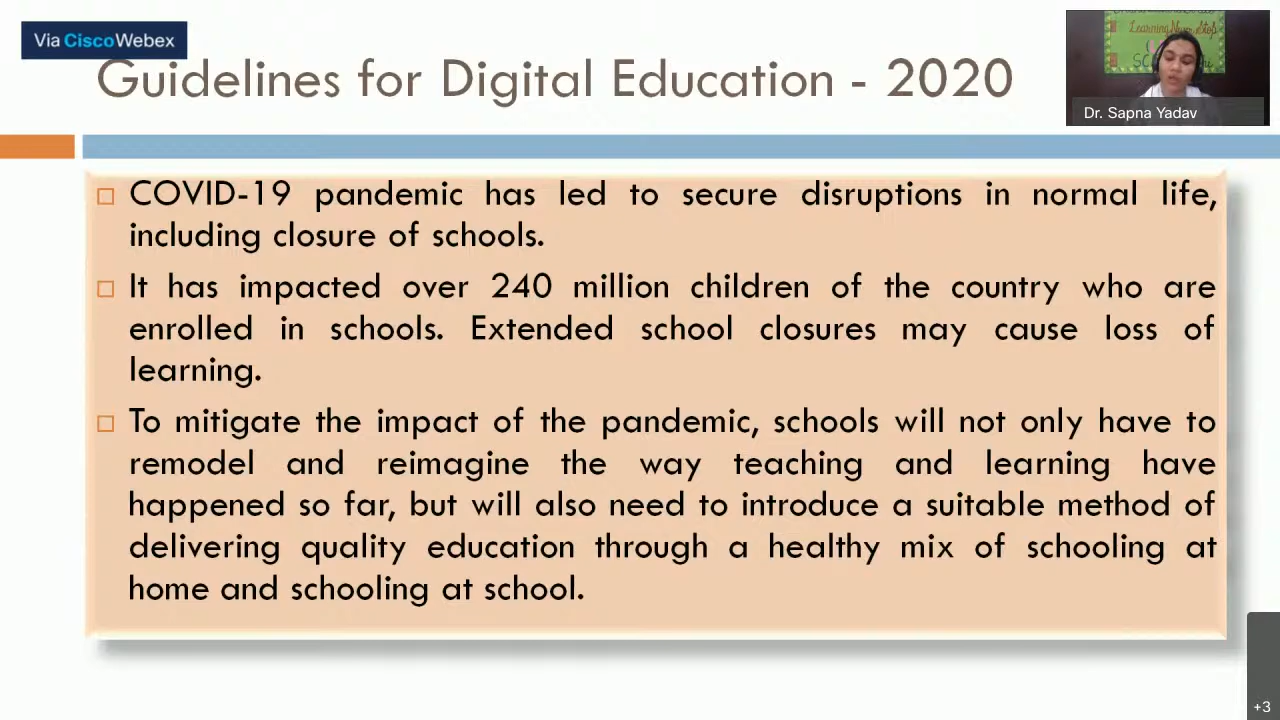 Via Cisco Webex
Guidelines for Digital Education - 2020
Learning Never Stop
Dr. Sapna Yadav
COVID-19 pandemic has led to secure disruptions in normal life,
including closure of schools.
It has impacted over 240 million children of the country who are
enrolled in schools. Extended school closures may cause loss of
learning.
To mitigate the impact of the pandemic, schools will not only have to
remodel and reimagine the way teaching and learning have
happened so far, but will also need to introduce a suitable method of
delivering quality education through a healthy mix of schooling at
home and schooling at school.
+3